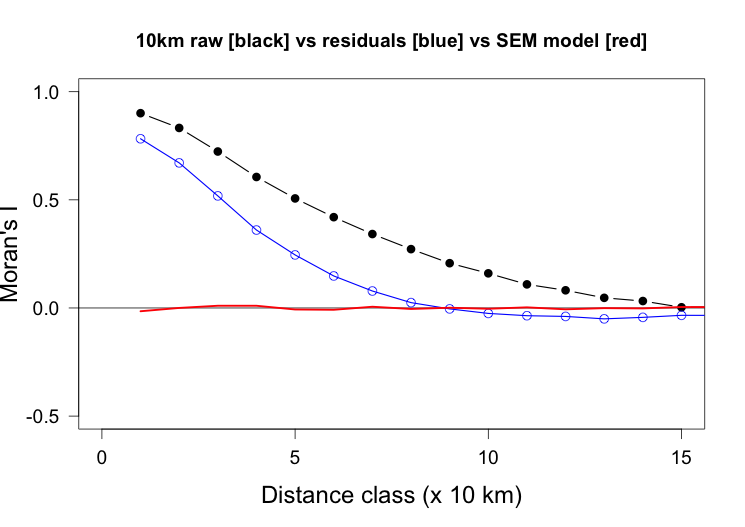 10km raw [black] vs residuals [blue] vs SEM model [red]
1.0
0.5
0.0
-0.5
Moran's I
0
5
10
15
Distance class (x 10 km)